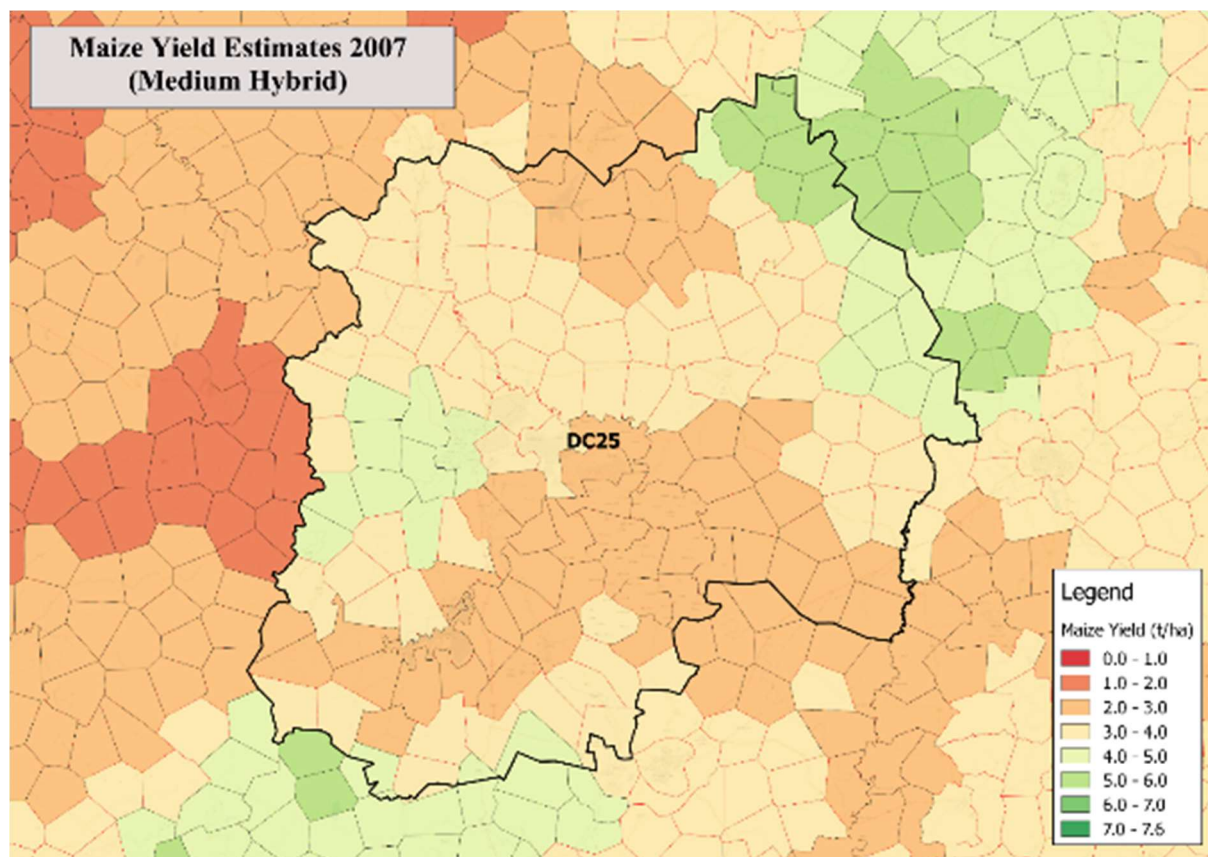 Maize Yield Estimates 2007
(Medium Hybrid)
DC25
Legend
Maize Yield (t/ha)
0.0 - 1.0
1.0 - 2.0
2.0 - 3.0
3.0 - 4.0
4.0 - 5.0
5.0 - 6.0
6.0 - 7.0
7.0 - 7.6